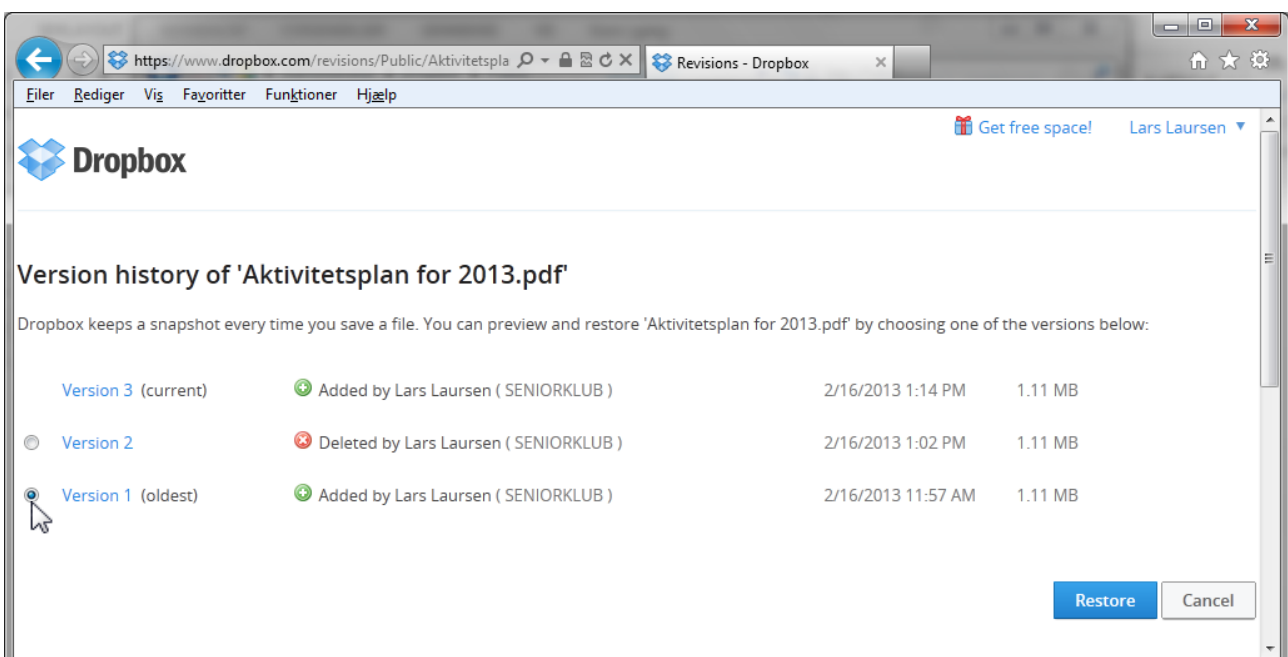 https://www.dropbox.com/revisions/Public/Aktivitetspla
Revisions - Dropbox
Filer Rediger Vis Favoritter Funktioner Hjælp
Get free space! Lars Laursen
Dropbox
Version history of 'Aktivitetsplan for 2013.pdf'
Dropbox keeps a snapshot every time you save a file. You can preview and restore 'Aktivitetsplan for 2013.pdf' by choosing one of the versions below:
Version 3 (current) Added by Lars Laursen ( SENIORKLUB ) 2/16/2013 1:14 PM 1.11 MB
Version 2 Deleted by Lars Laursen ( SENIORKLUB ) 2/16/2013 1:02 PM 1.11 MB
Version 1 (oldest) Added by Lars Laursen ( SENIORKLUB ) 2/16/2013 11:57 AM 1.11 MB
Restore Cancel